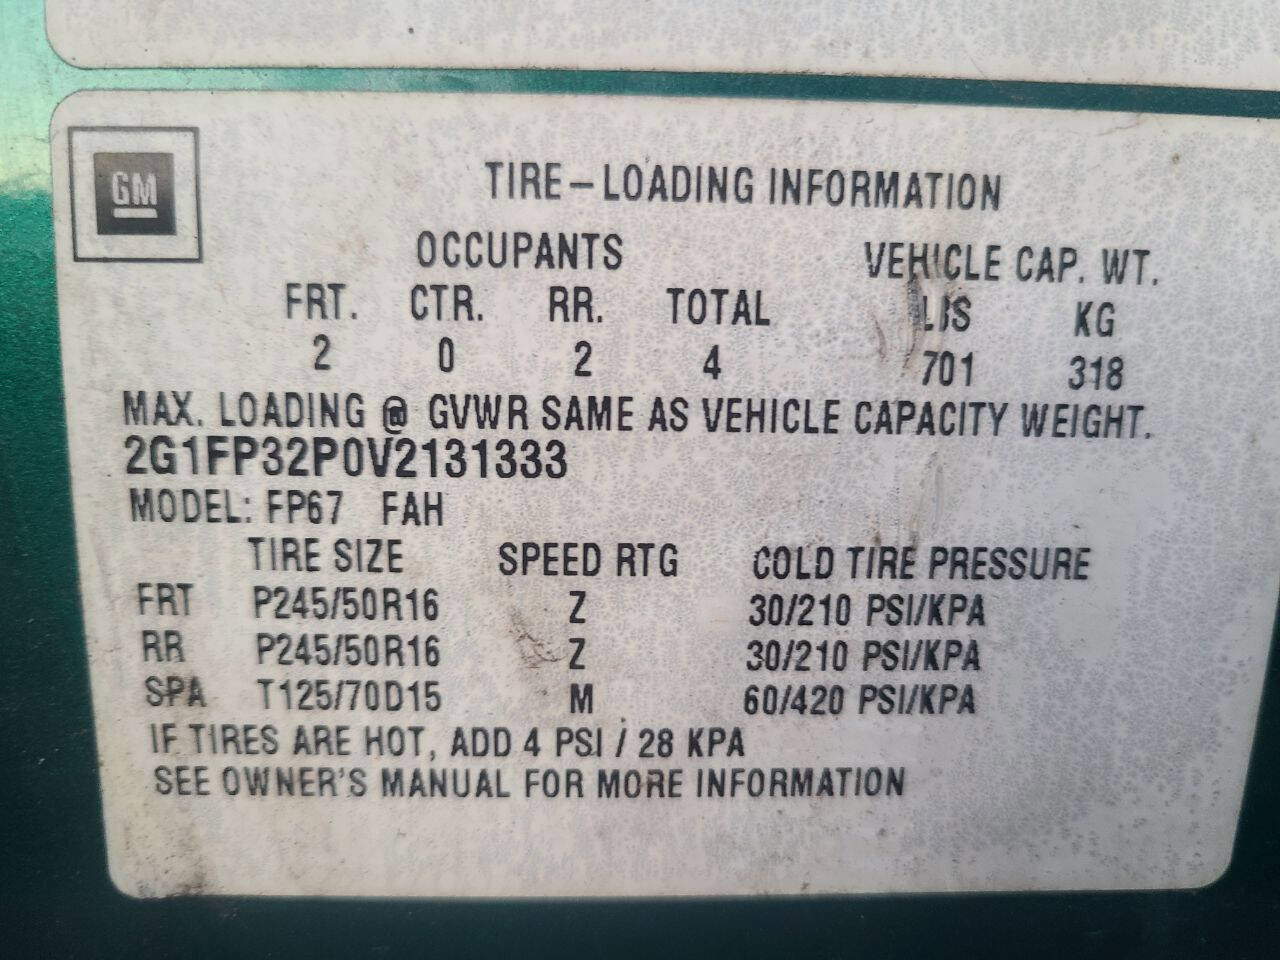 GM
TIRE–LOADING INFORMATION
OCCUPANTS VEHICLE CAP. WT.
FRT. CTR. RR. TOTAL LBS KG
2 0 2 4 701 318
MAX. LOADING @ GVWR SAME AS VEHICLE CAPACITY WEIGHT.
2G1FP32P0V2131333
MODEL: FP67 FAH
TIRE SIZE SPEED RTG COLD TIRE PRESSURE
FRT P245/50R16 Z 30/210 PSI/KPA
RR P245/50R16 Z 30/210 PSI/KPA
SPA T125/70D15 M 60/420 PSI/KPA
IF TIRES ARE HOT, ADD 4 PSI / 28 KPA
SEE OWNER'S MANUAL FOR MORE INFORMATION